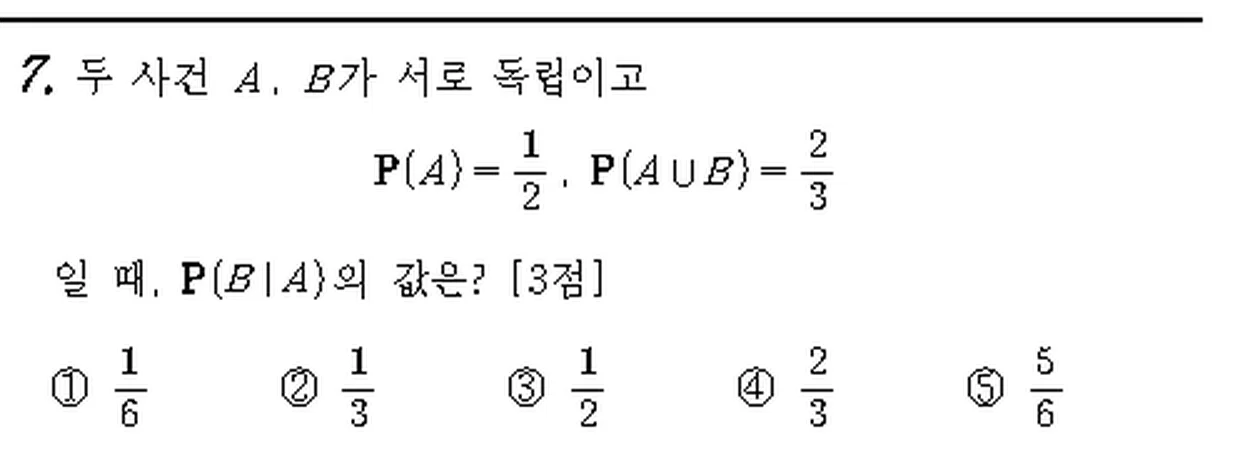 7. 두 사건 A, B가 서로 독립이고
P(A)=1/2, P(A∪B)=2/3
일 때, P(B|A)의 값은? [3점]
① 1/6 ② 1/3 ③ 1/2 ④ 2/3 ⑤ 5/6